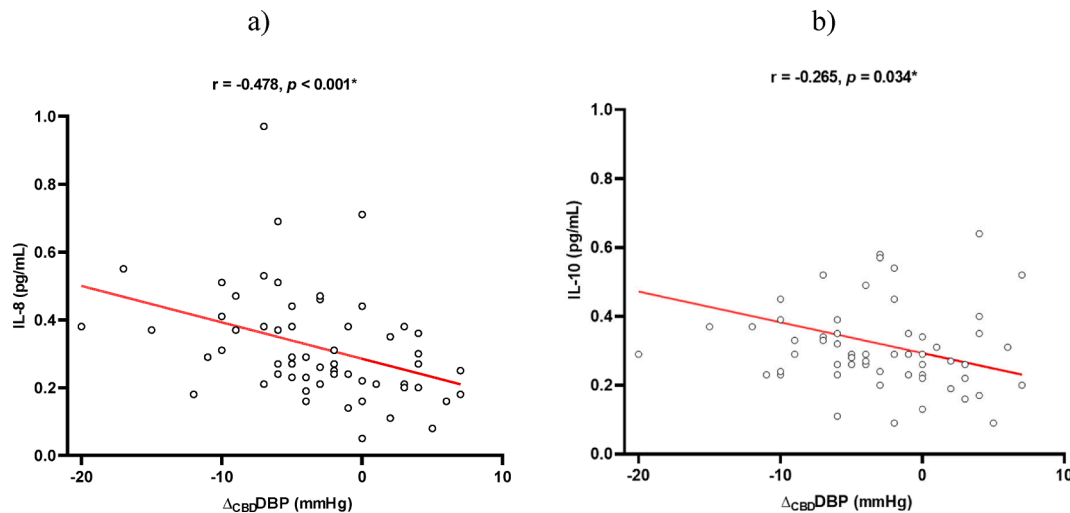 a)
r = -0.478, p < 0.001*
1.0
0.8
0.6
0.4
0.2
0.0
IL-8 (pg/mL)
-20
-10
0
10
ΔCBDDBP (mmHg)
b)
r = -0.265, p = 0.034*
1.0
0.8
0.6
0.4
0.2
0.0
IL-10 (pg/mL)
-20
-10
0
10
ΔCBDDBP (mmHg)